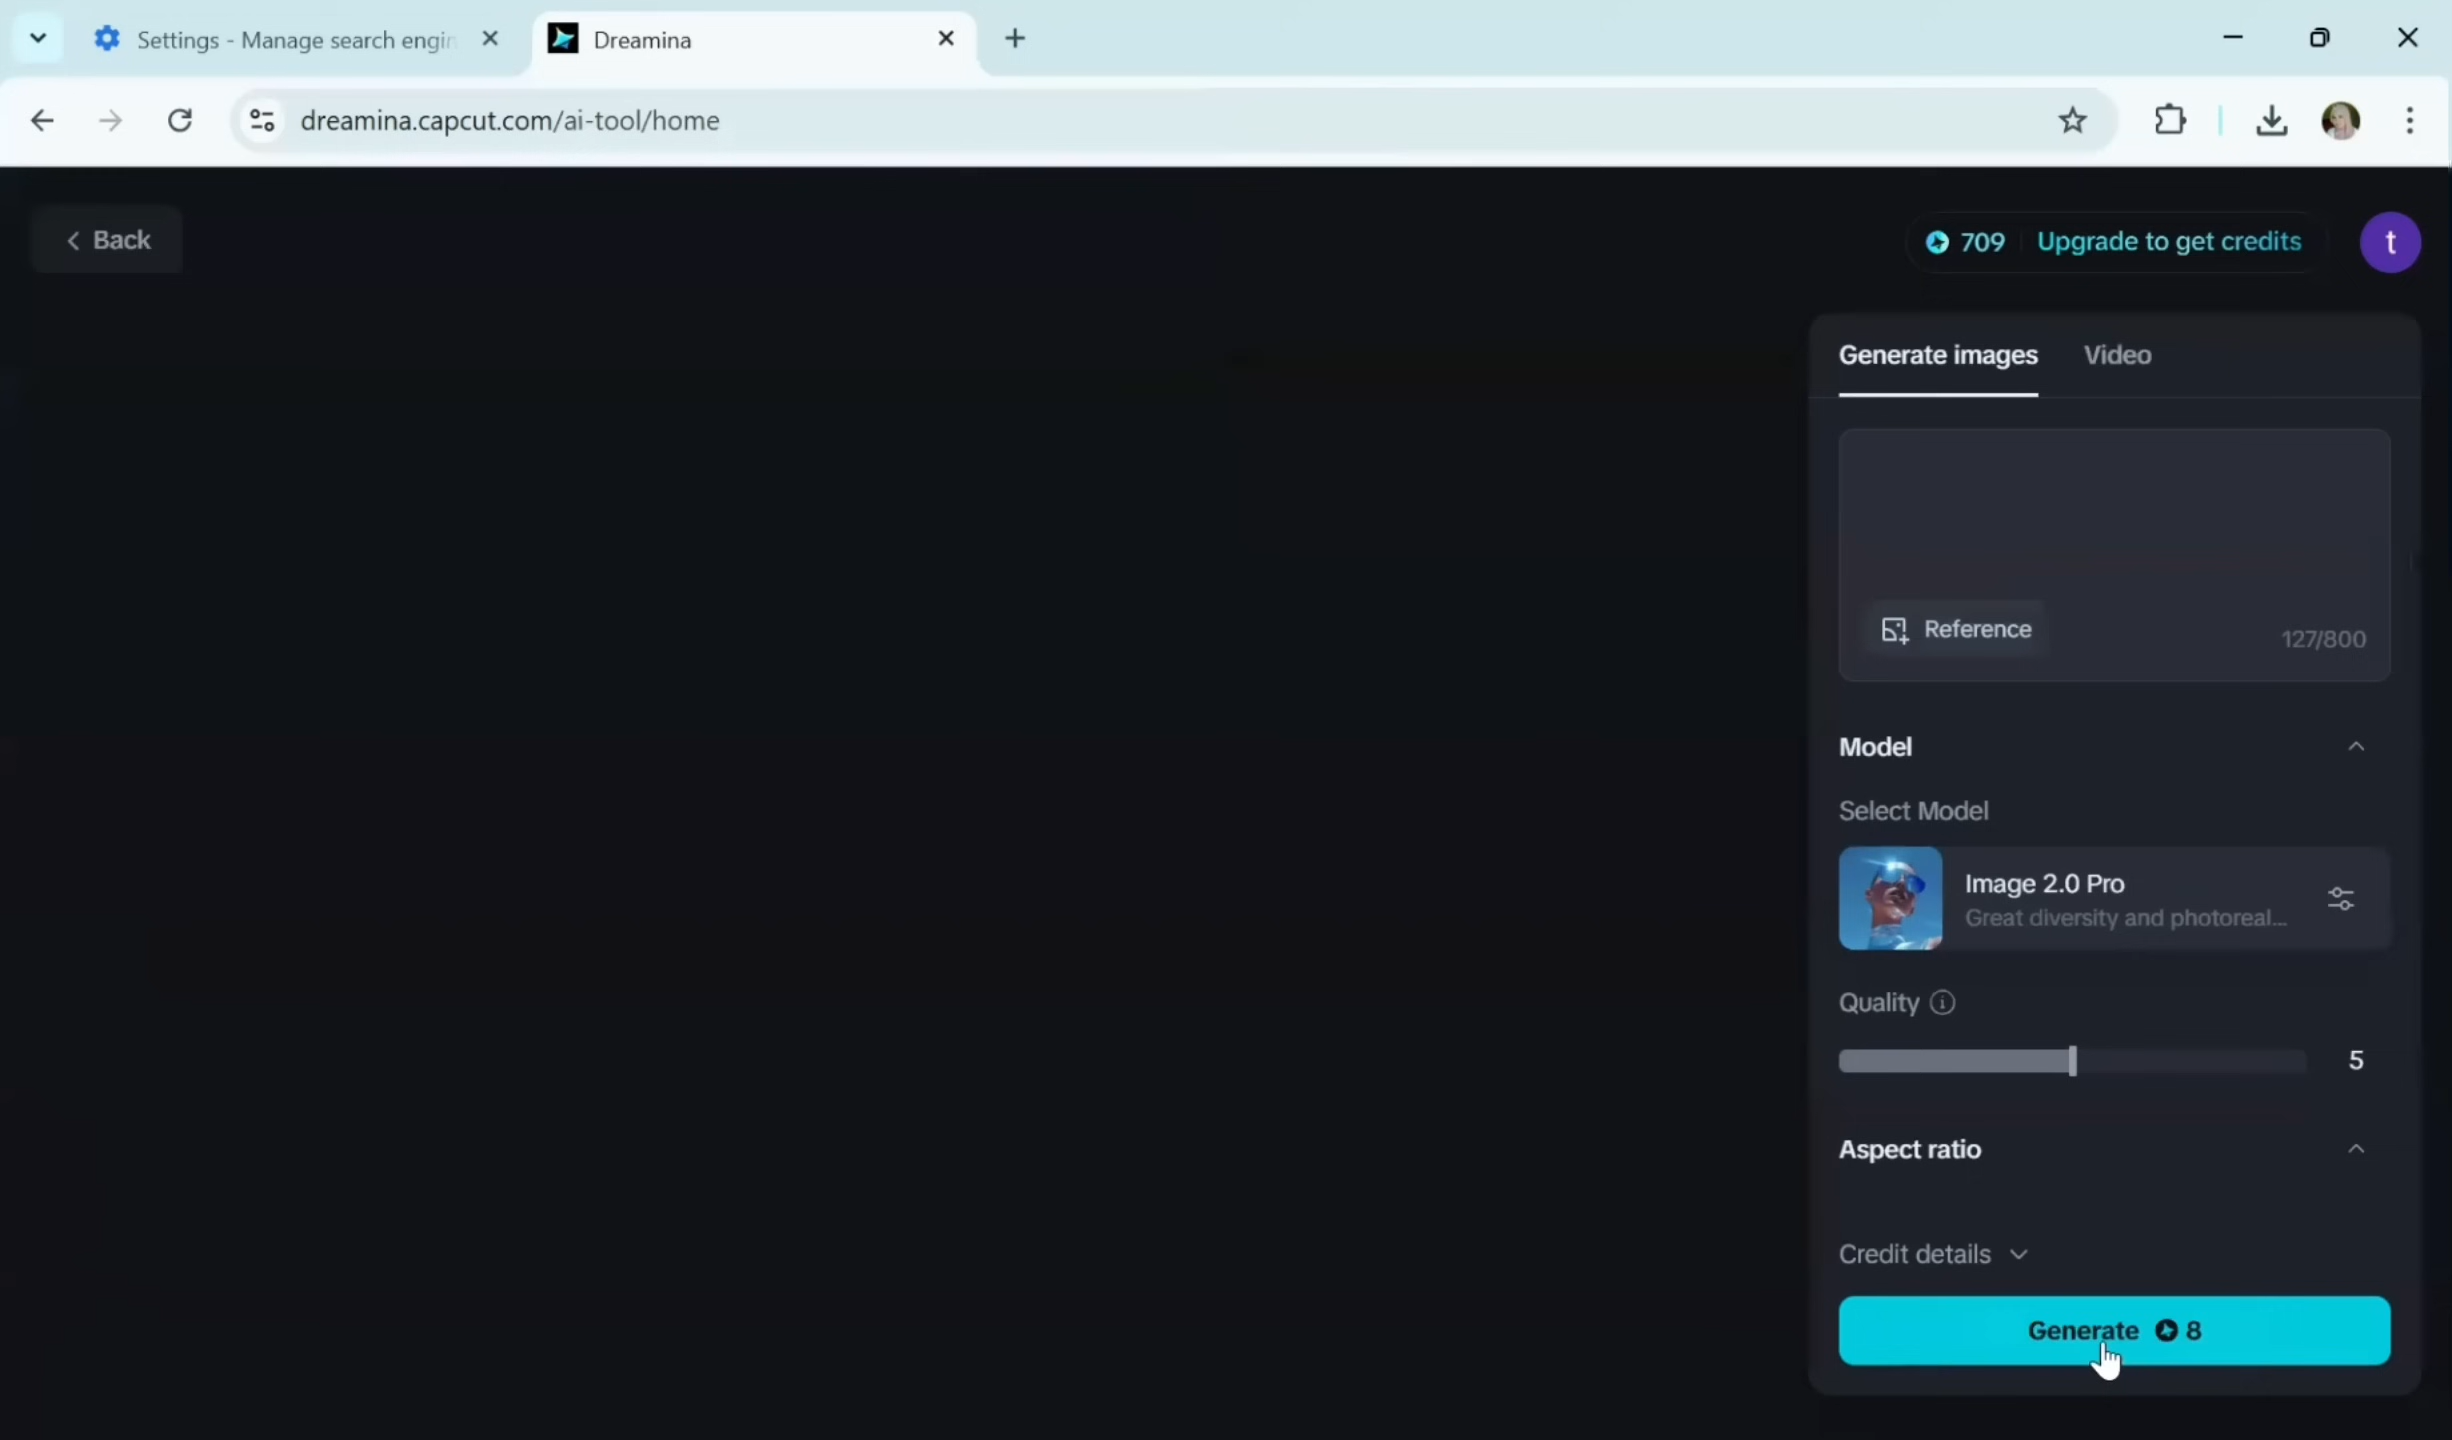 Settings - Manage search engin
Dreamina
dreamina.capcut.com/ai-tool/home
Back
709
Upgrade to get credits
t
Generate images
Video
Reference
127/800
Model
Select Model
Image 2.0 Pro
Great diversity and photoreal...
Quality
5
Aspect ratio
Credit details
Generate 8